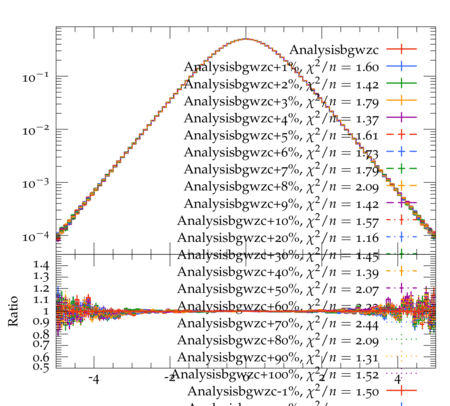 Analysisbgwzc
Analysisbgwzc+1%, χ²/n = 1.60
Analysisbgwzc+2%, χ²/n = 1.42
10⁻¹
Analysisbgwzc+3%, χ²/n = 1.79
Analysisbgwzc+4%, χ²/n = 1.37
10⁻²
Analysisbgwzc+5%, χ²/n = 1.61
Analysisbgwzc+6%, χ²/n = 1.73
Analysisbgwzc+7%, χ²/n = 1.79
10⁻³
Analysisbgwzc+8%, χ²/n = 2.09
Analysisbgwzc+9%, χ²/n = 1.42
Analysisbgwzc+10%, χ²/n = 1.57
10⁻⁴
Analysisbgwzc+20%, χ²/n = 1.16
Analysisbgwzc+30%, χ²/n = 1.45
1.4
Analysisbgwzc+40%, χ²/n = 1.39
1.3
1.2
Analysisbgwzc+50%, χ²/n = 2.07
1.1
Analysisbgwzc+60%, χ²/n =
1
Ratio
0.9
Analysisbgwzc+70%, χ²/n = 2.44
0.8
Analysisbgwzc+80%, χ²/n = 2.09
0.7
0.6
Analysisbgwzc+90%, χ²/n = 1.31
0.5
Analysisbgwzc+100%, χ²/n = 1.52
-4 -2 0 2 4
Analysisbgwzc-1%, χ²/n = 1.50